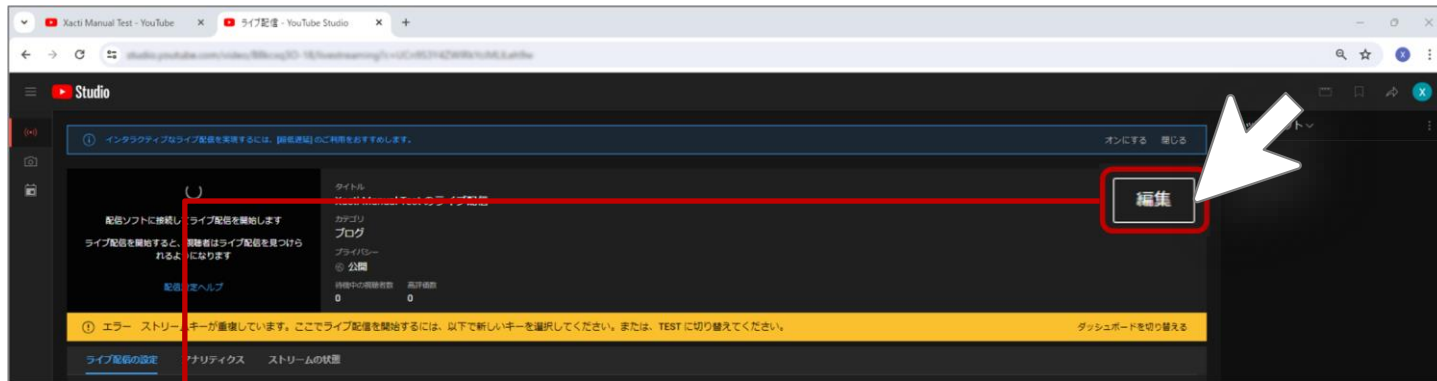 Xacti Manual Test - YouTube
ライブ配信 - YouTube Studio
Studio
X
インタラクティブなライブ配信を実現するには、[超低遅延] のご利用をおすすめします。
オンにする 閉じる
配信ソフトに接続してライブ配信を開始します
ライブ配信を開始すると、視聴者はライブ配信を見つけら
れるようになります
配信設定ヘルプ
タイトル
Xacti Manual Test のライブ配信
カテゴリ
ブログ
プライバシー
公開
待機中の視聴者数 高評価数
0 0
編集
エラー ストリームキーが重複しています。ここでライブ配信を開始するには、以下で新しいキーを選択してください。または、TEST に切り替えてください。
ダッシュボードを切り替える
ライブ配信の設定 アナリティクス ストリームの状態